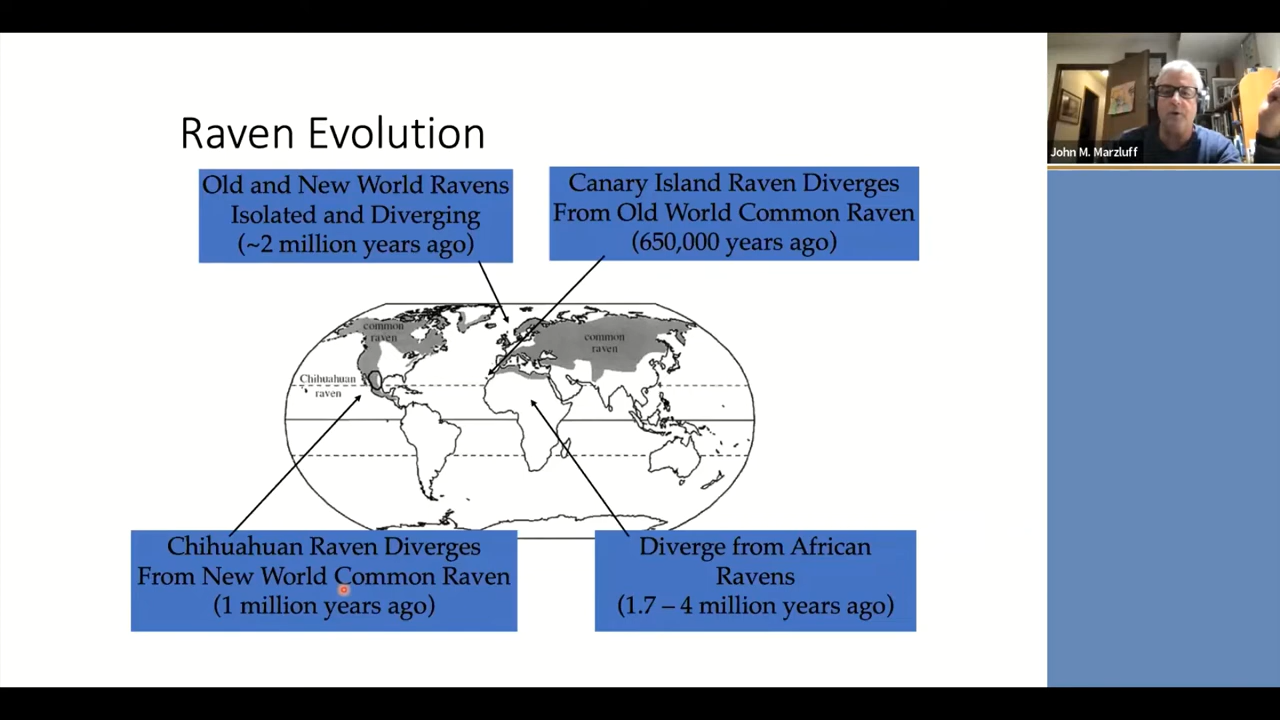 Raven Evolution
Old and New World Ravens
Isolated and Diverging
(~2 million years ago)
Canary Island Raven Diverges
From Old World Common Raven
(650,000 years ago)
common
raven
common
raven
Chihuahuan
raven
Chihuahuan Raven Diverges
From New World Common Raven
(1 million years ago)
Diverge from African
Ravens
(1.7 – 4 million years ago)
John M. Marzluff